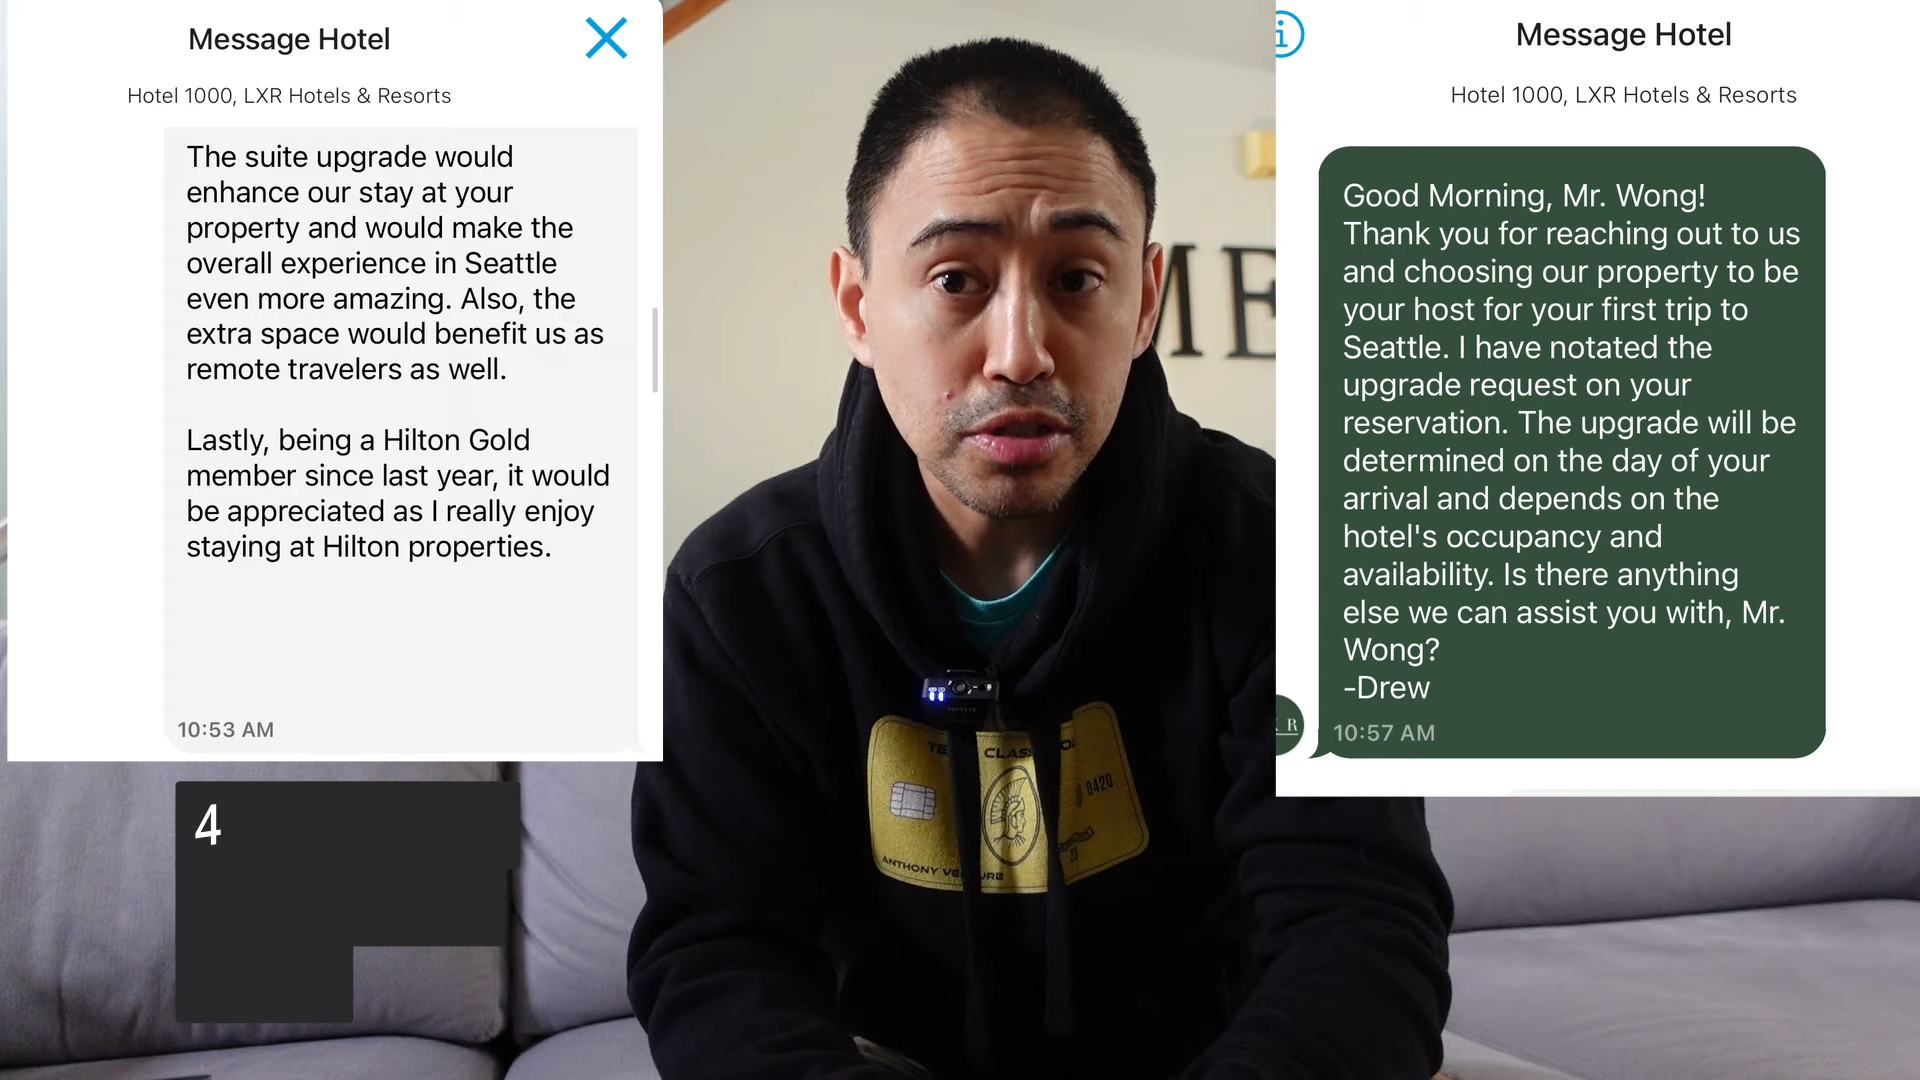 Message Hotel
Hotel 1000, LXR Hotels & Resorts
The suite upgrade would
enhance our stay at your
property and would make the
overall experience in Seattle
even more amazing. Also, the
extra space would benefit us as
remote travelers as well.
Lastly, being a Hilton Gold
member since last year, it would
be appreciated as I really enjoy
staying at Hilton properties.
10:53 AM
4
Message Hotel
Hotel 1000, LXR Hotels & Resorts
Good Morning, Mr. Wong!
Thank you for reaching out to us
and choosing our property to be
your host for your first trip to
Seattle. I have notated the
upgrade request on your
reservation. The upgrade will be
determined on the day of your
arrival and depends on the
hotel's occupancy and
availability. Is there anything
else we can assist you with, Mr.
Wong?
-Drew
R
10:57 AM
ME
0420
23
ANTHONY